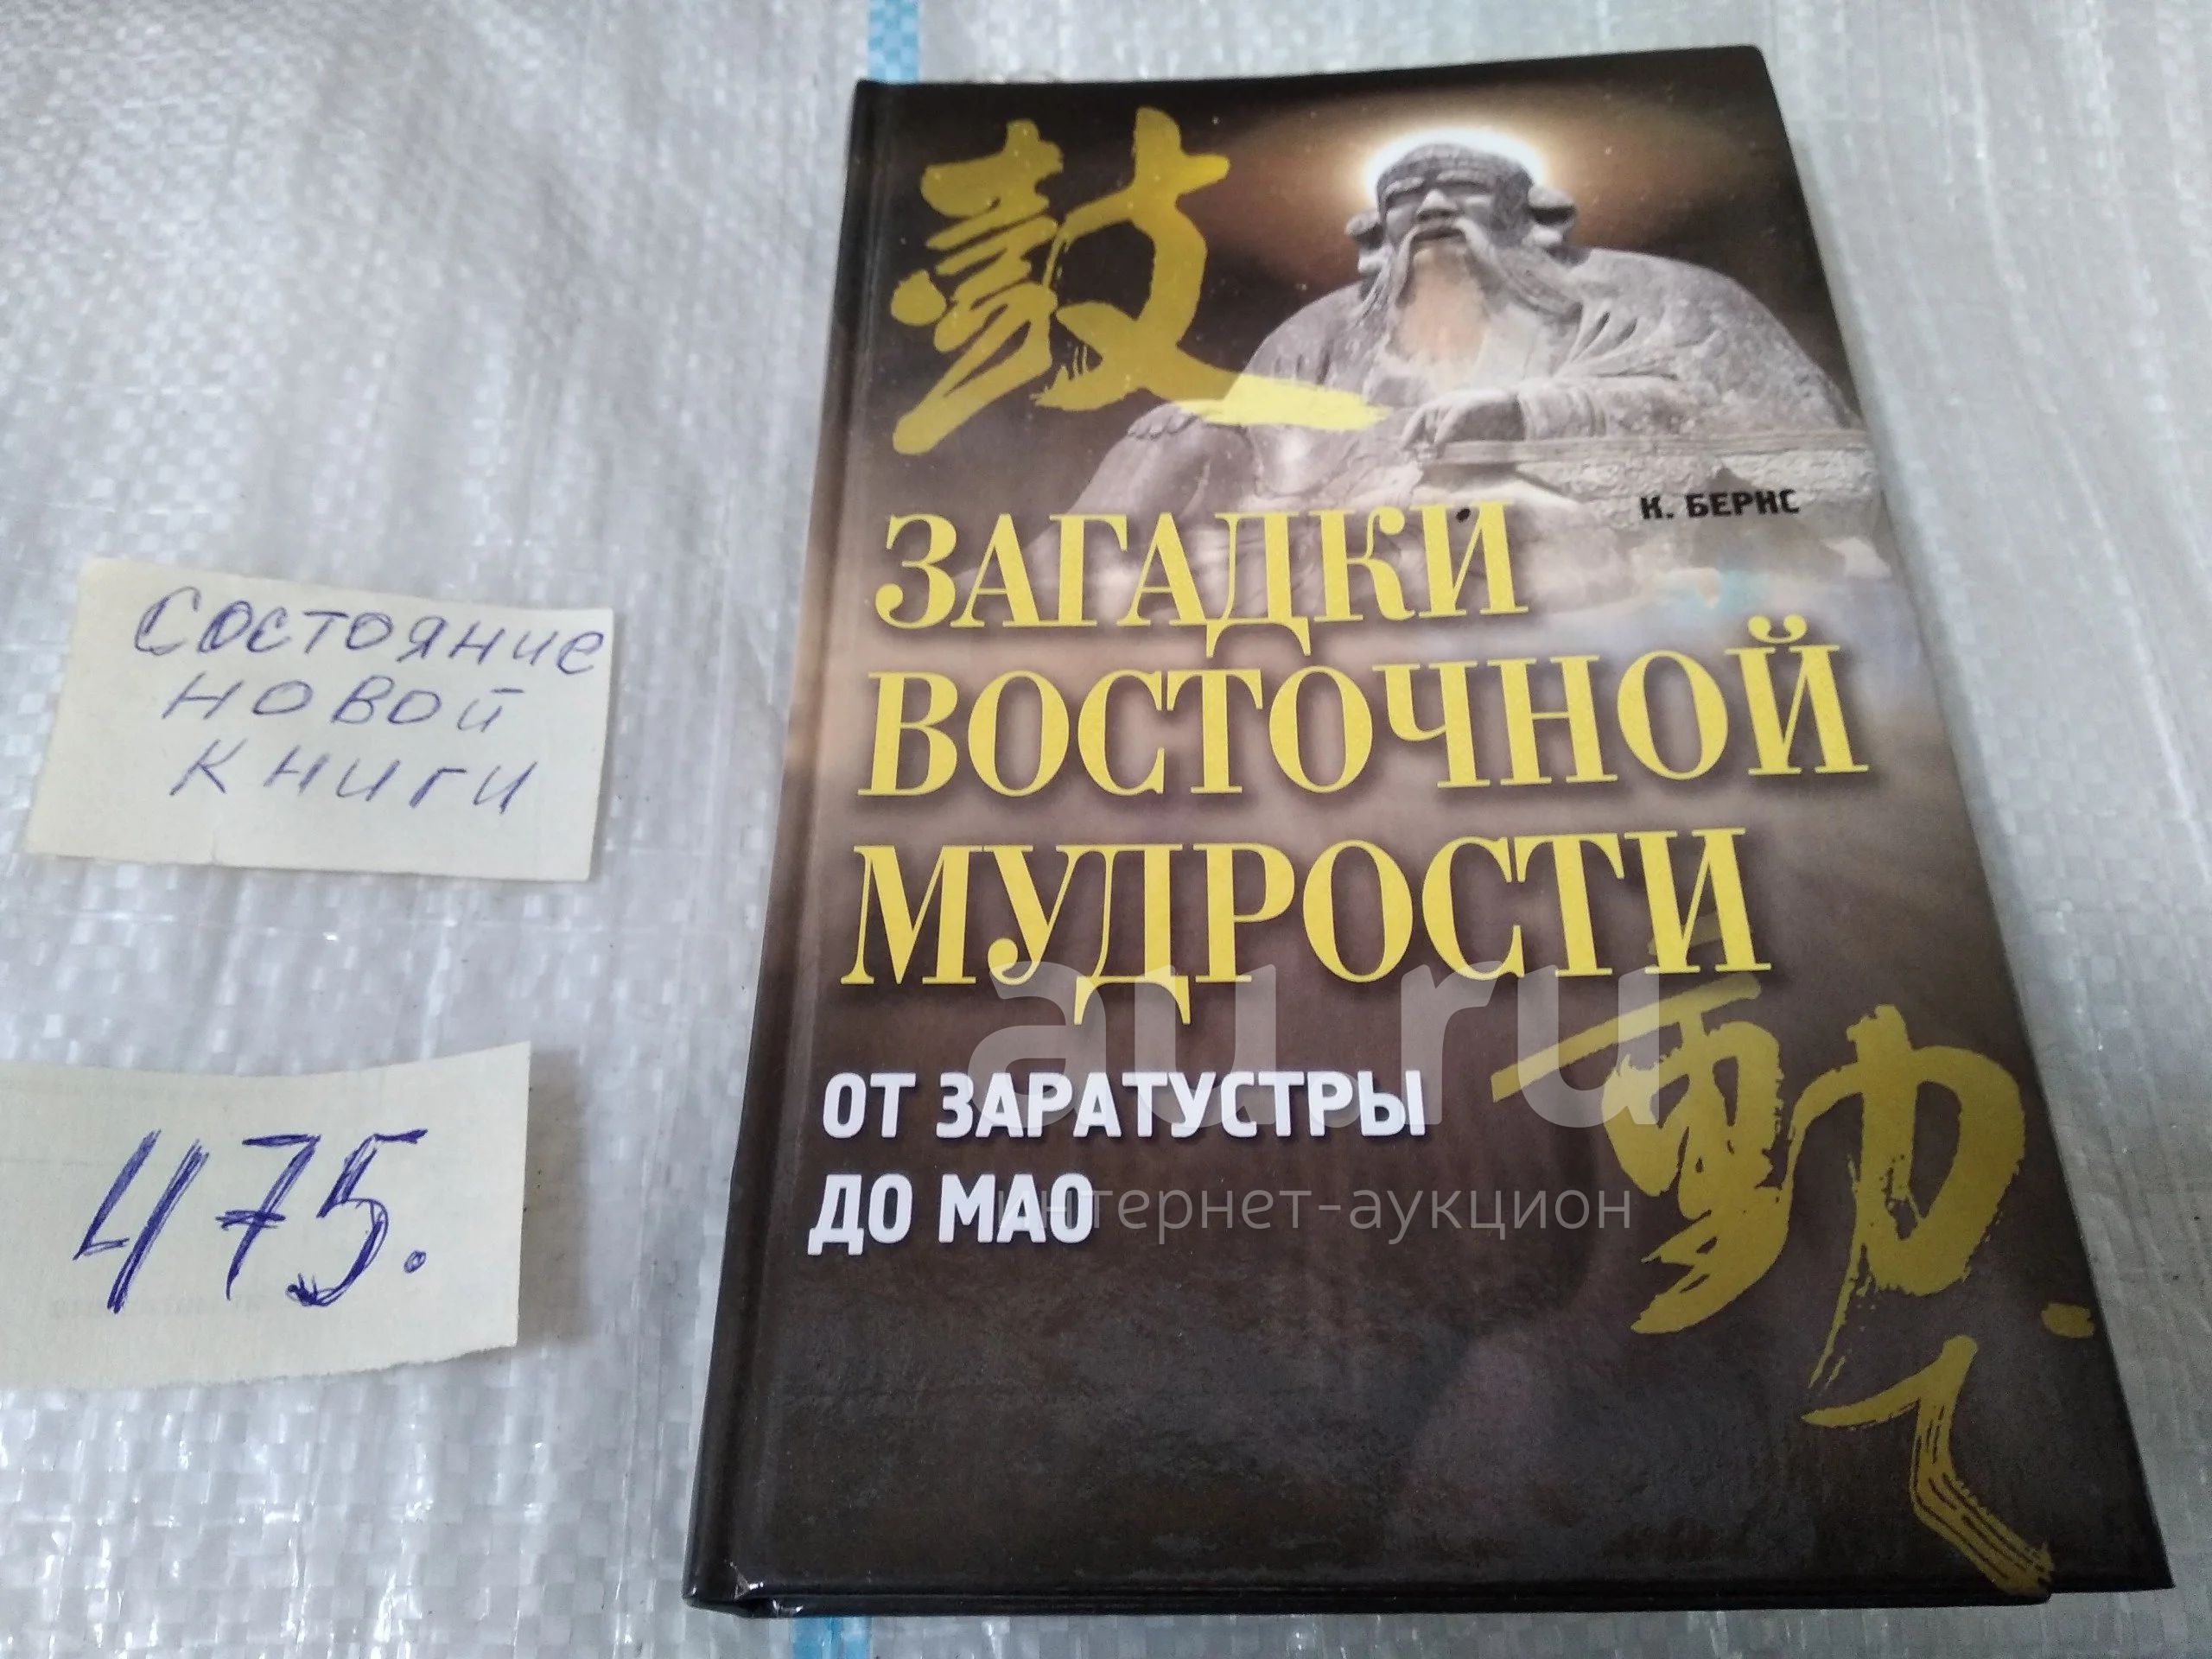 К. БЕРНС
ЗАГАДКИ
ВОСТОЧНОЙ
МУДРОСТИ
ОТ ЗАРАТУСТРЫ
ДО МАО
Состояние
новой
книги
475.
au.ru
интернет-аукцион